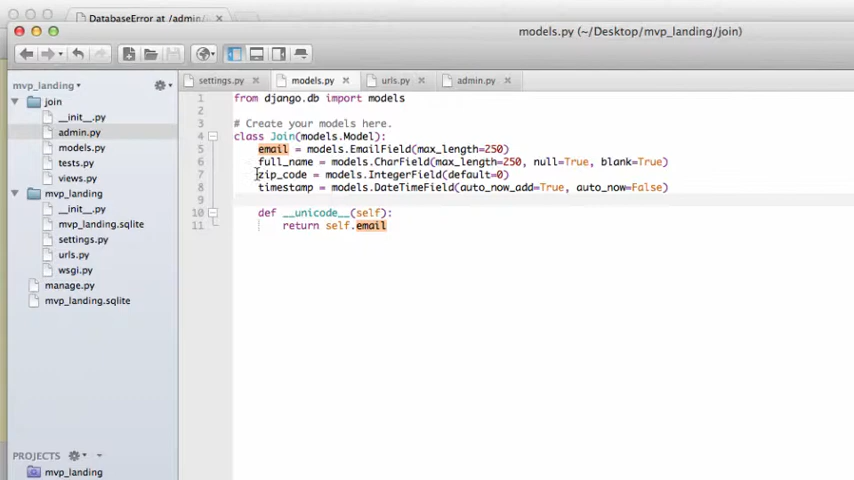 DatabaseError at /admin/
models.py (~/Desktop/mvp_landing/join)
mvp_landing
settings.py
models.py
urls.py
admin.py
join
__init__.py
admin.py
models.py
tests.py
views.py
mvp_landing
__init__.py
mvp_landing.sqlite
settings.py
urls.py
wsgi.py
manage.py
mvp_landing.sqlite
PROJECTS
mvp_landing
1 from django.db import models
2
3 # Create your models here.
4 class Join(models.Model):
5 email = models.EmailField(max_length=250)
6 full_name = models.CharField(max_length=250, null=True, blank=True)
7 zip_code = models.IntegerField(default=0)
8 timestamp = models.DateTimeField(auto_now_add=True, auto_now=False)
9
10 def __unicode__(self):
11 return self.email